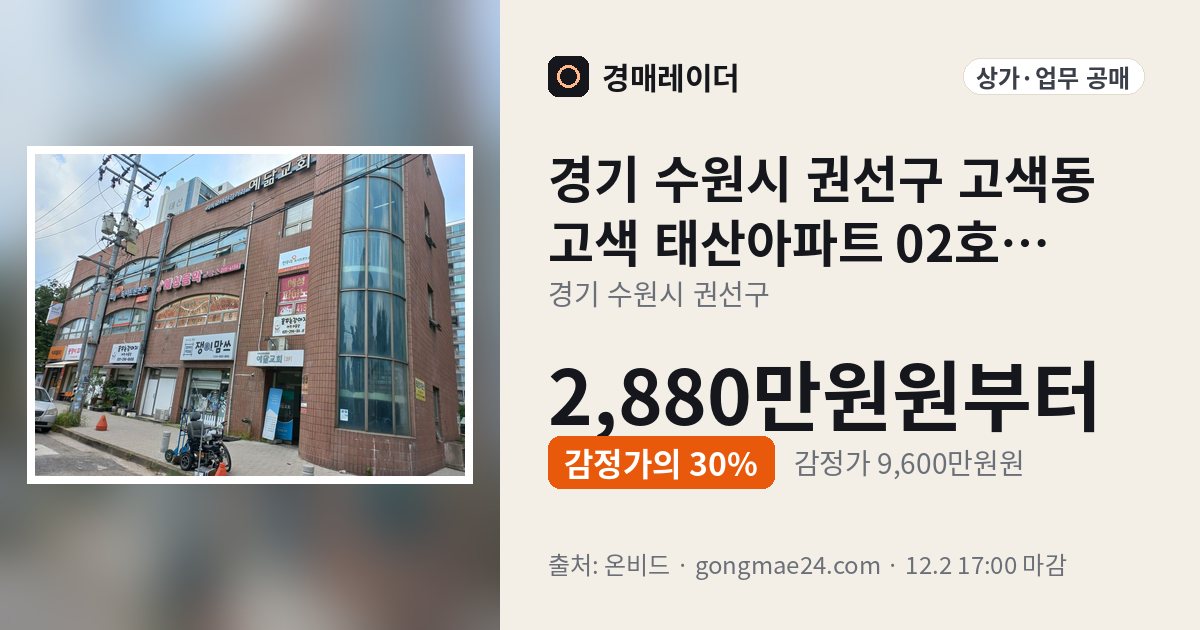 경매레이더
상가·업무 공매
경기 수원시 권선구 고색동
고색 태산아파트 02호…
경기 수원시 권선구
2,880만원원부터
감정가의 30%
감정가 9,600만원원
출처: 온비드 · gongmae24.com · 12.2 17:00 마감
예닮교회
쟁이맘쓰
예닮교회